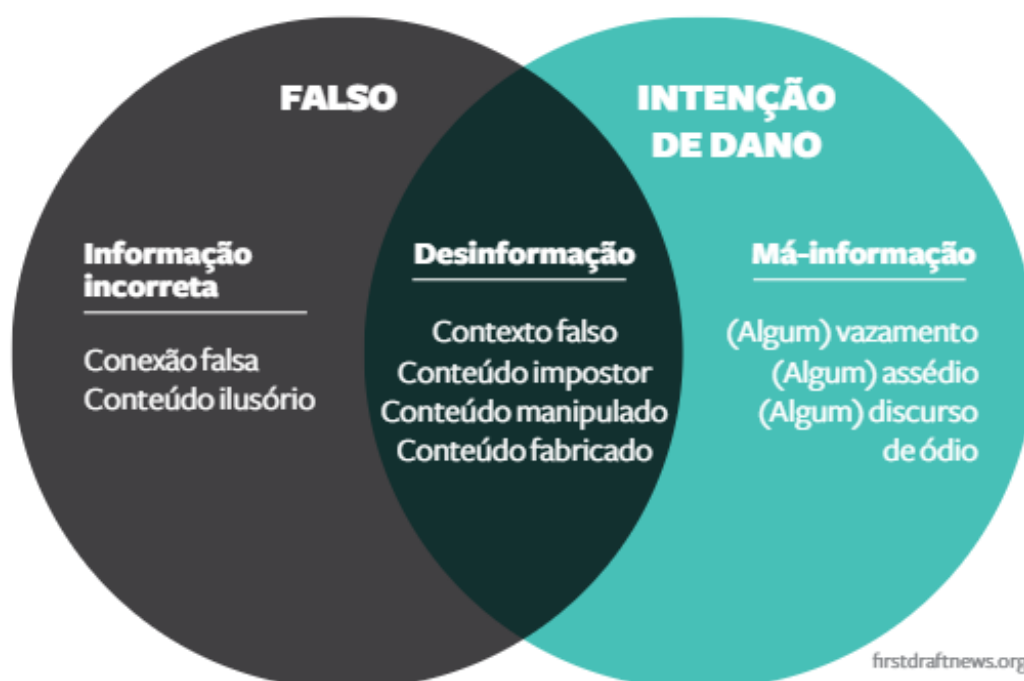 FALSO
INTENÇÃO
DE DANO
Informação
incorreta
Conexão falsa
Conteúdo ilusório
Desinformação
Contexto falso
Conteúdo impostor
Conteúdo manipulado
Conteúdo fabricado
Má-informação
(Algum) vazamento
(Algum) assédio
(Algum) discurso
de ódio
firstdraftnews.org